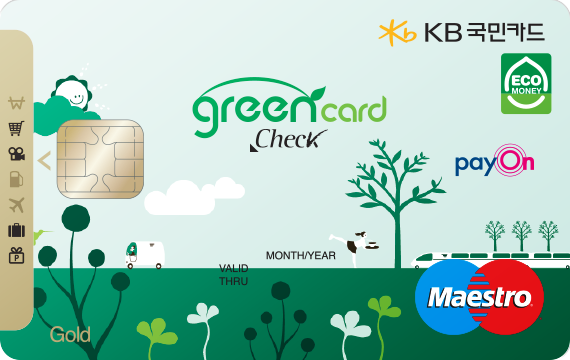 KB 국민카드
ECO
MONEY
greencard
Check
payOn
MONTH/YEAR
VALID
THRU
Maestro
Gold